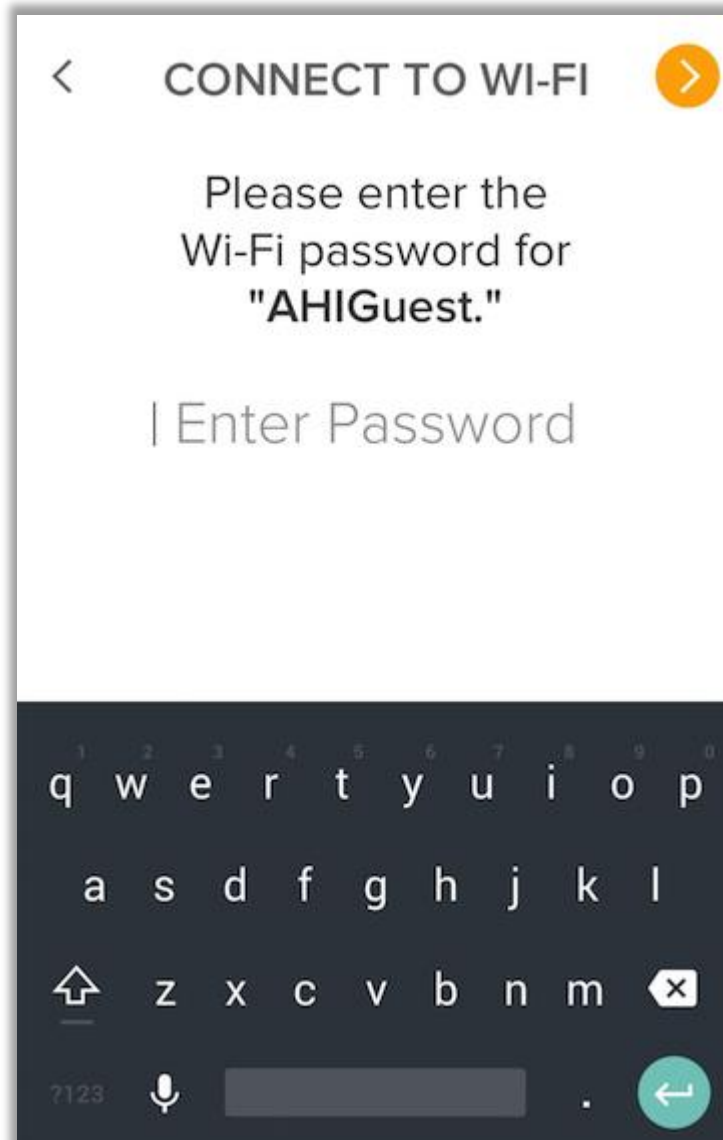 CONNECT TO WI-FI
Please enter the
Wi-Fi password for
"AHIGuest."
Enter Password
1 2 3 4 5 6 7 8 9 0
q w e r t y u i o p
a s d f g h j k l
z x c v b n m
?123 .